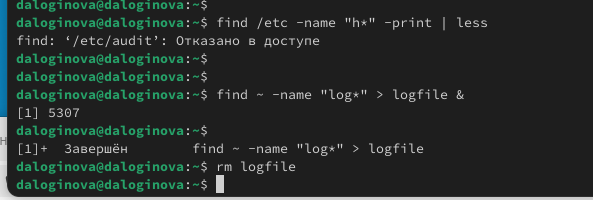 daloginova@daloginova:~$
daloginova@daloginova:~$ find /etc -name "h*" -print | less
find: ‘/etc/audit’: Отказано в доступе
daloginova@daloginova:~$
daloginova@daloginova:~$
daloginova@daloginova:~$ find ~ -name "log*" > logfile &
[1] 5307
daloginova@daloginova:~$
[1]+  Завершён        find ~ -name "log*" > logfile
daloginova@daloginova:~$ rm logfile
daloginova@daloginova:~$